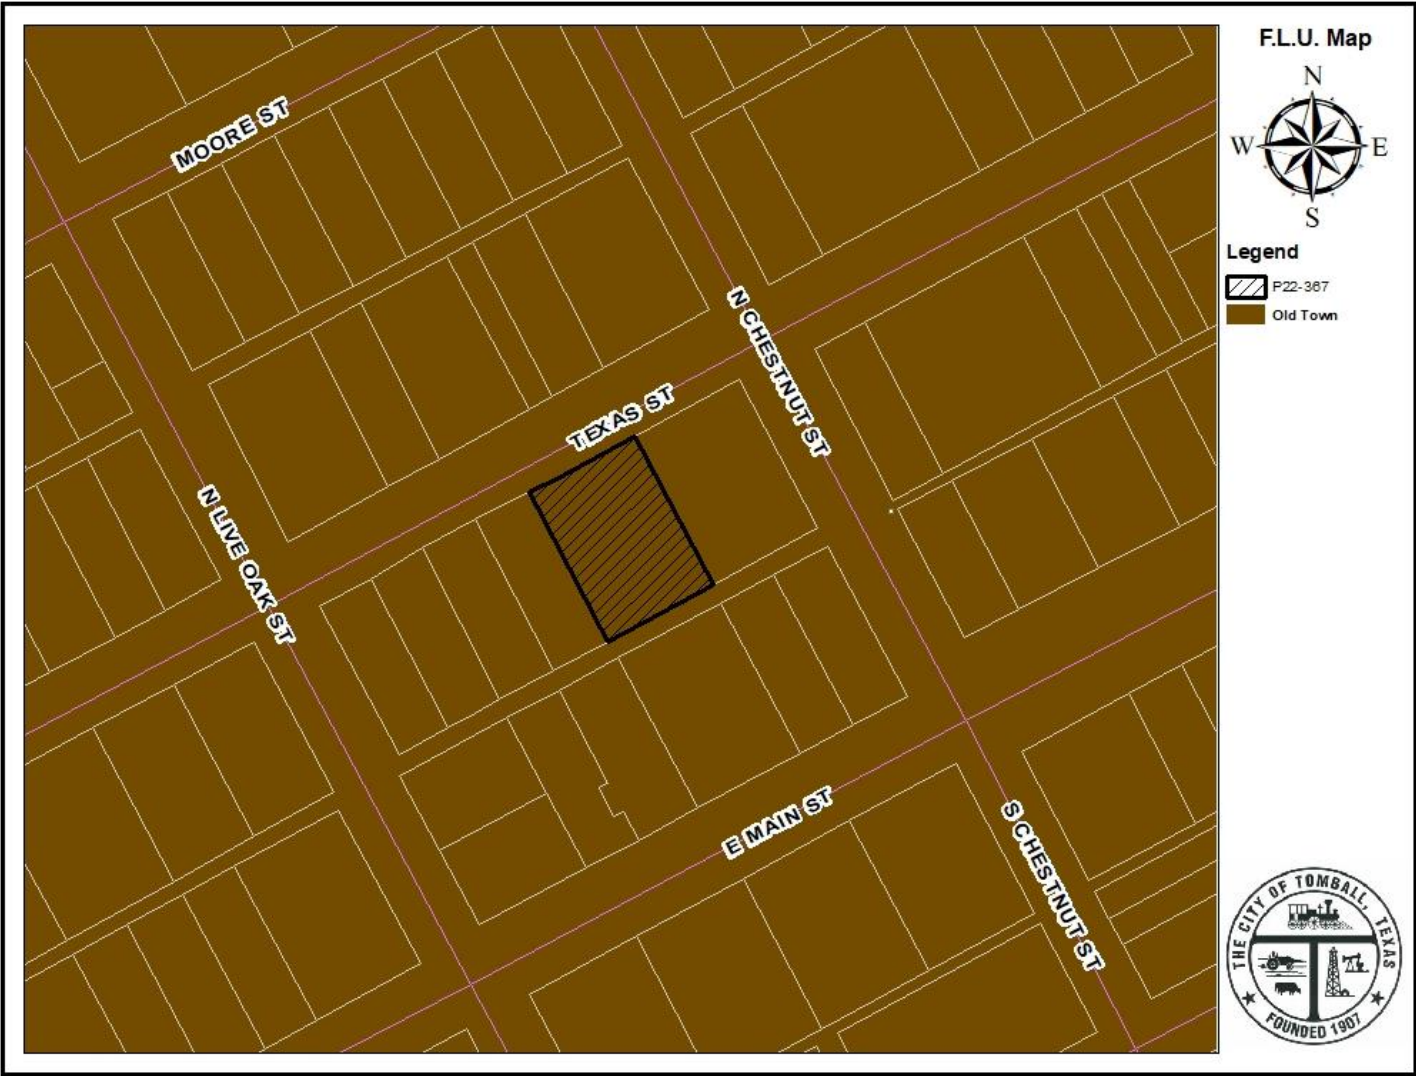 F.L.U. Map
N
W E
S
Legend
P22-367
Old Town
MOORE ST
N CHESTNUT ST
TEXAS ST
N LIVE OAK ST
E MAIN ST
S CHESTNUT ST
THE CITY OF TOMBALL, TEXAS
FOUNDED 1907